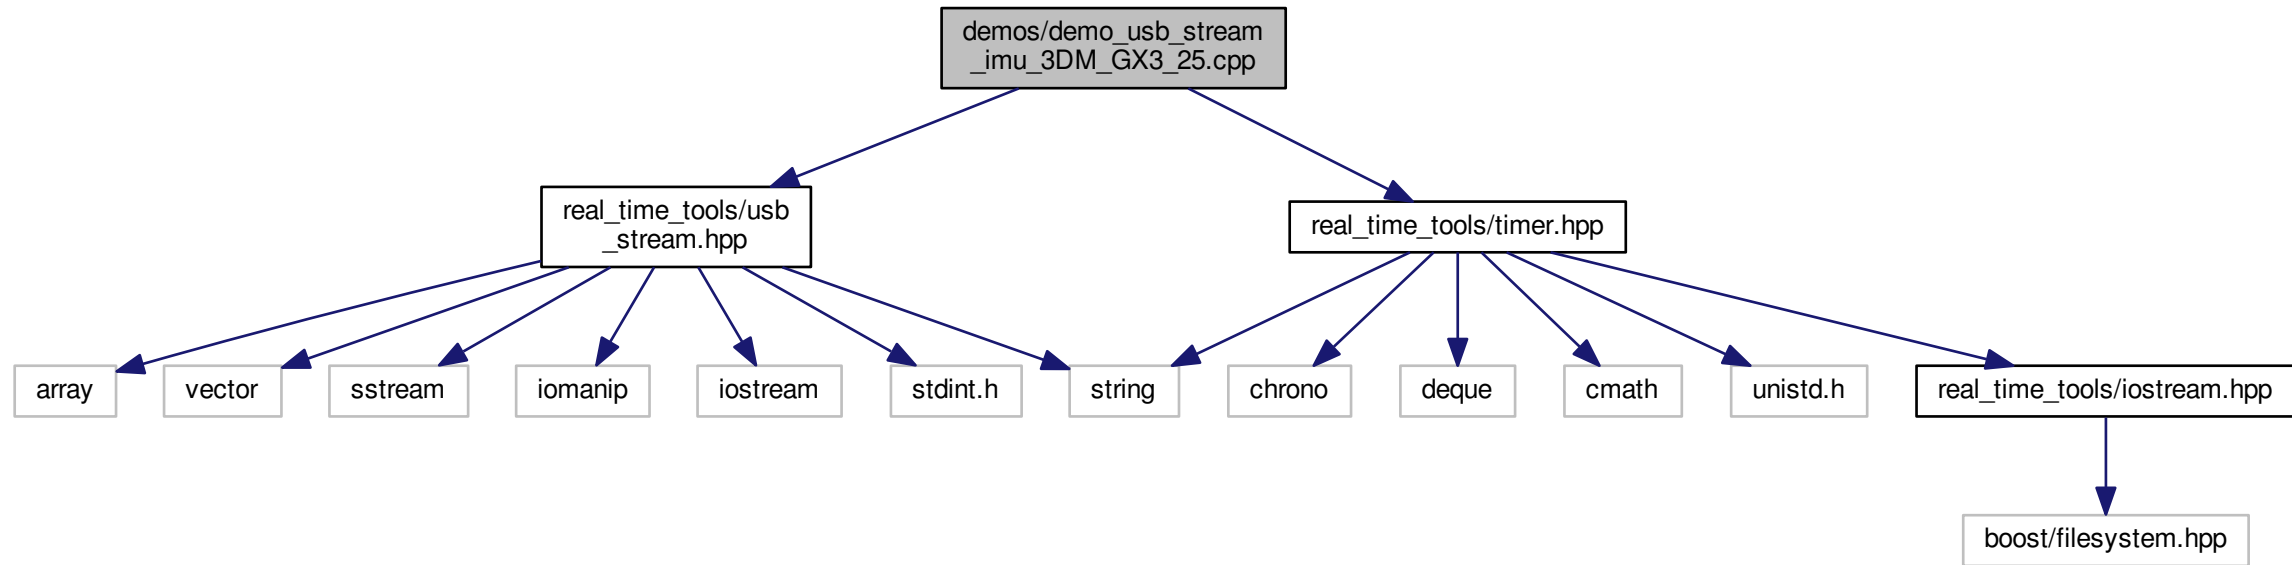 demos/demo_usb_stream
_imu_3DM_GX3_25.cpp
real_time_tools/usb
_stream.hpp
real_time_tools/timer.hpp
array
vector
sstream
iomanip
iostream
stdint.h
string
chrono
deque
cmath
unistd.h
real_time_tools/iostream.hpp
boost/filesystem.hpp